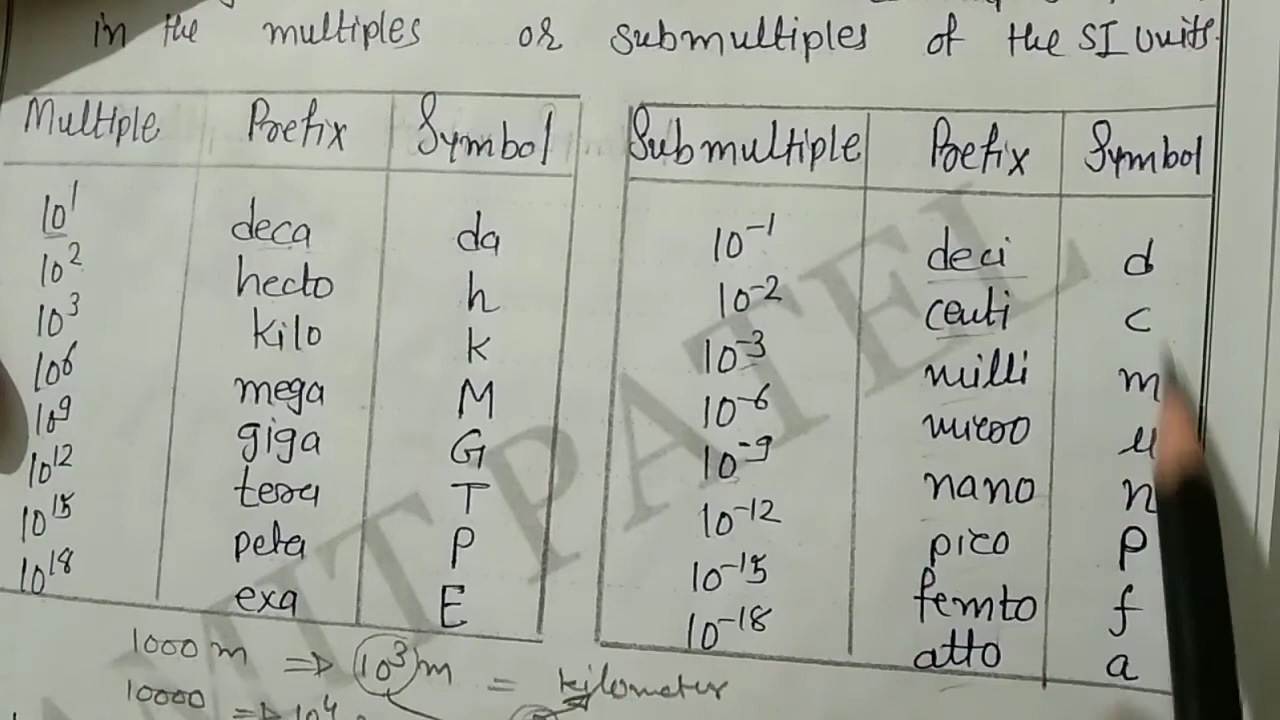 in the multiples or submultiples of the SI units.
Multiple Prefix Symbol
10¹ deca da
10² hecto h
10³ kilo k
10⁶ mega M
10⁹ giga G
10¹² tera T
10¹⁵ peta P
10¹⁸ exa E
Submultiple Prefix Symbol
10⁻¹ deci d
10⁻² centi c
10⁻³ milli m
10⁻⁶ micro μ
10⁻⁹ nano n
10⁻¹² pico p
10⁻¹⁵ femto f
10⁻¹⁸ atto a
1000 m ⇒ 10³ m = kilometer
10000 ⇒ 10⁴
AMIT PATEL